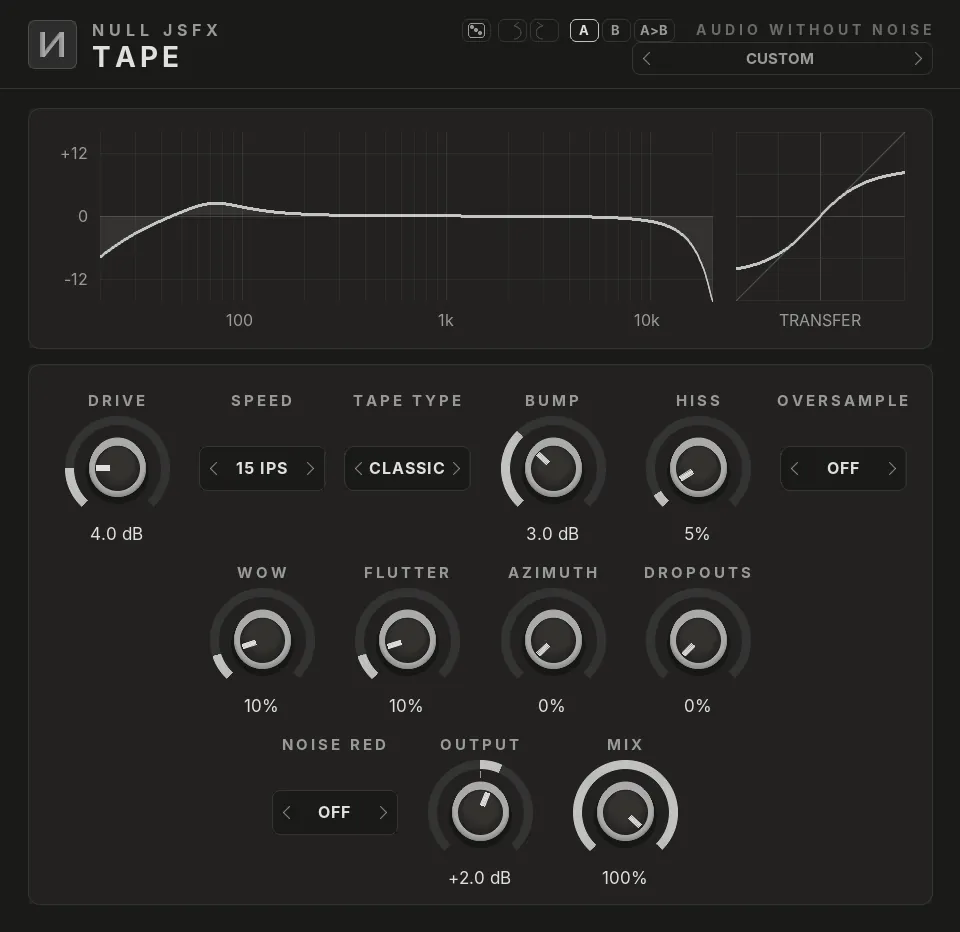 NULL JSFX
TAPE
A B A>B AUDIO WITHOUT NOISE
CUSTOM
+12
0
-12
100 1k 10k TRANSFER
DRIVE SPEED TAPE TYPE BUMP HISS OVERSAMPLE
15 IPS CLASSIC OFF
4.0 dB 3.0 dB 5%
WOW FLUTTER AZIMUTH DROPOUTS
10% 10% 0% 0%
NOISE RED OUTPUT MIX
OFF
+2.0 dB 100%